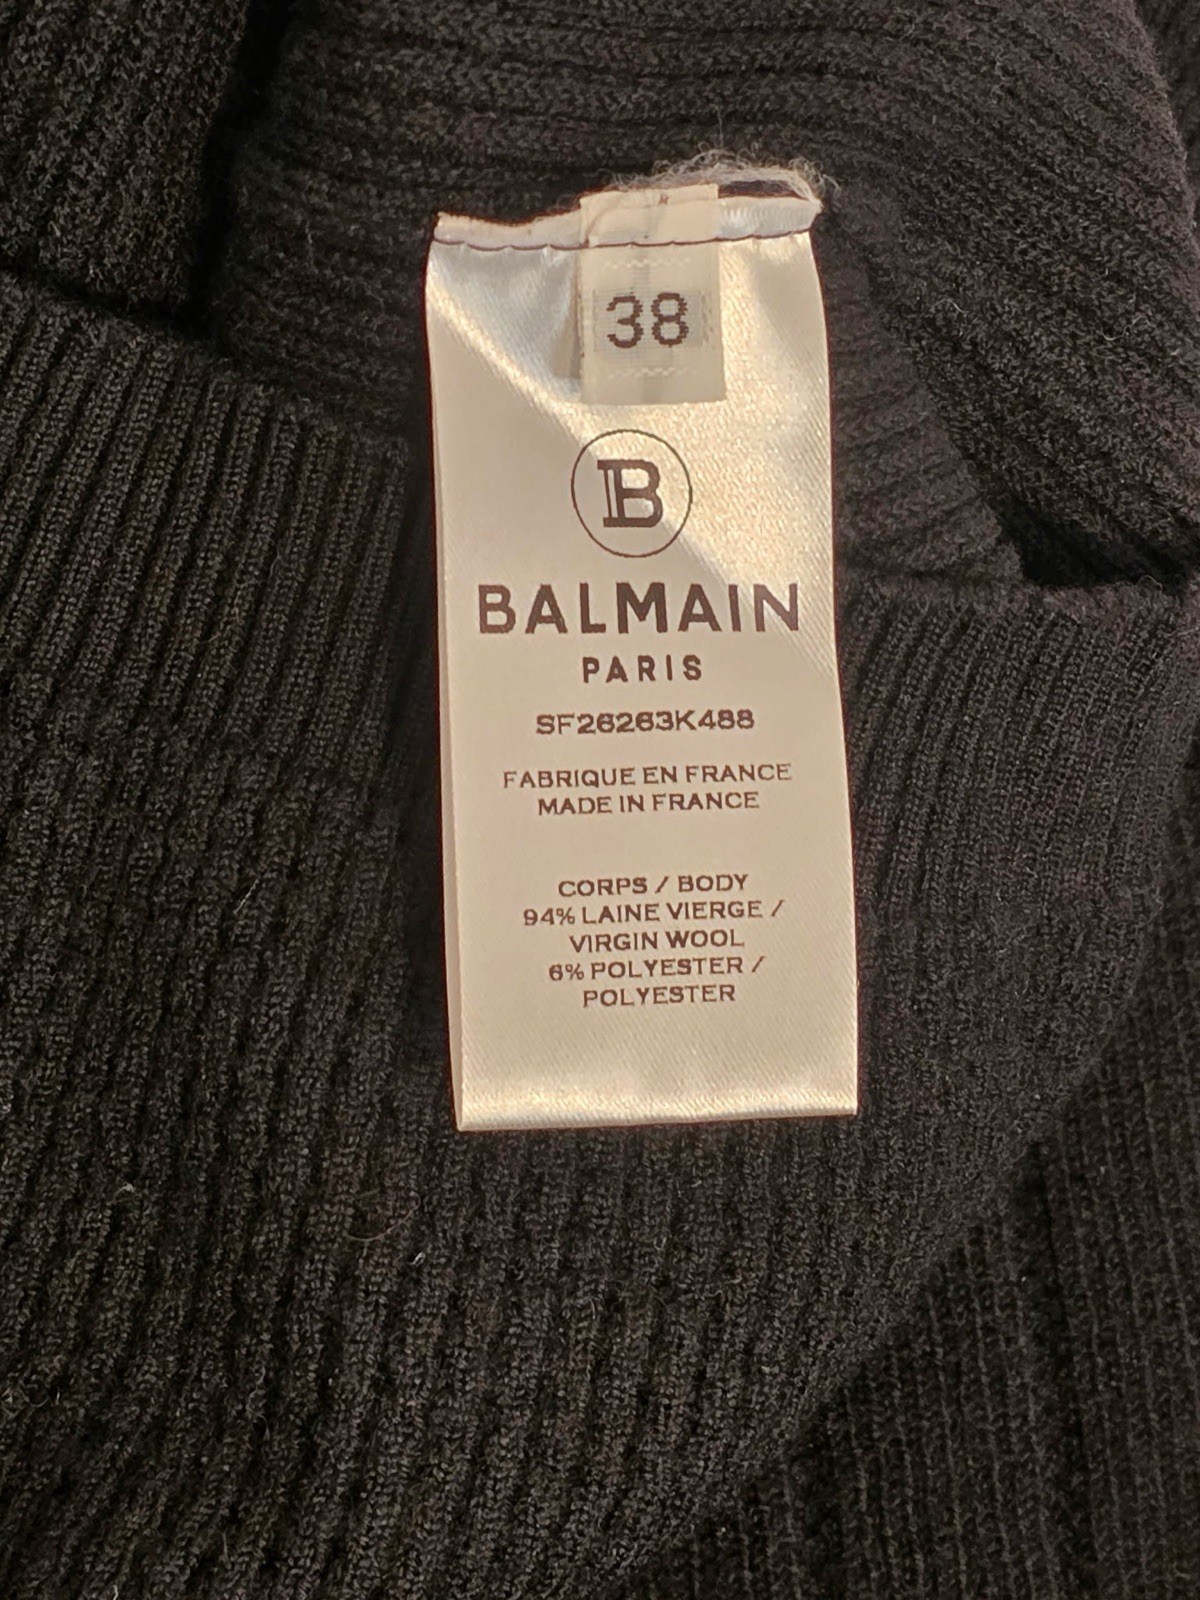 38
B
BALMAIN
PARIS
SF26263K488
FABRIQUE EN FRANCE
MADE IN FRANCE
CORPS / BODY
94% LAINE VIERGE /
VIRGIN WOOL
6% POLYESTER /
POLYESTER